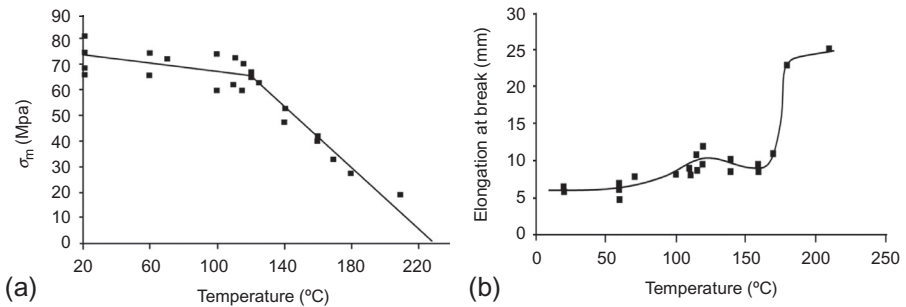 90
80
70
60
50
40
30
20
10
0
σm (Mpa)
20 60 100 140 180 220
Temperature (ºC)
(a)
30
25
20
15
10
5
0
Elongation at break (mm)
0 50 100 150 200 250
Temperature (ºC)
(b)